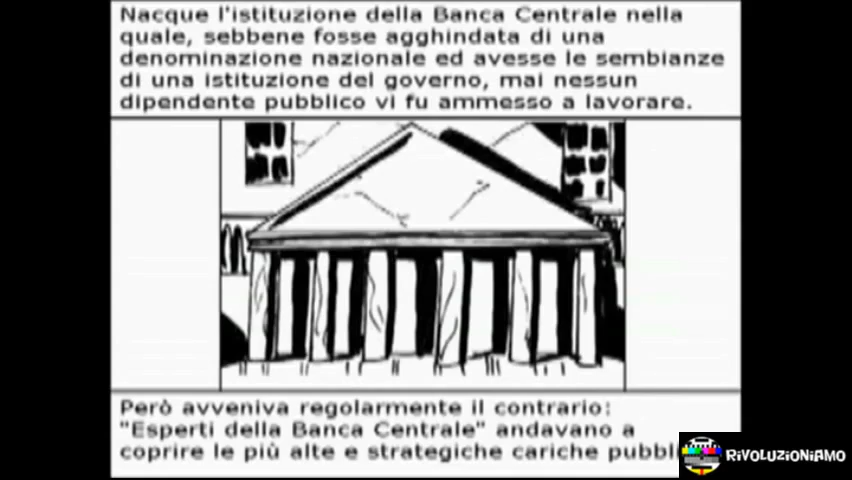 Nacque l'istituzione della Banca Centrale nella
quale, sebbene fosse agghindata di una
denominazione nazionale ed avesse le sembianze
di una istituzione del governo, mai nessun
dipendente pubblico vi fu ammesso a lavorare.
Però avveniva regolarmente il contrario:
"Esperti della Banca Centrale" andavano a
coprire le più alte e strategiche cariche
RiVOLUZiONiAMO